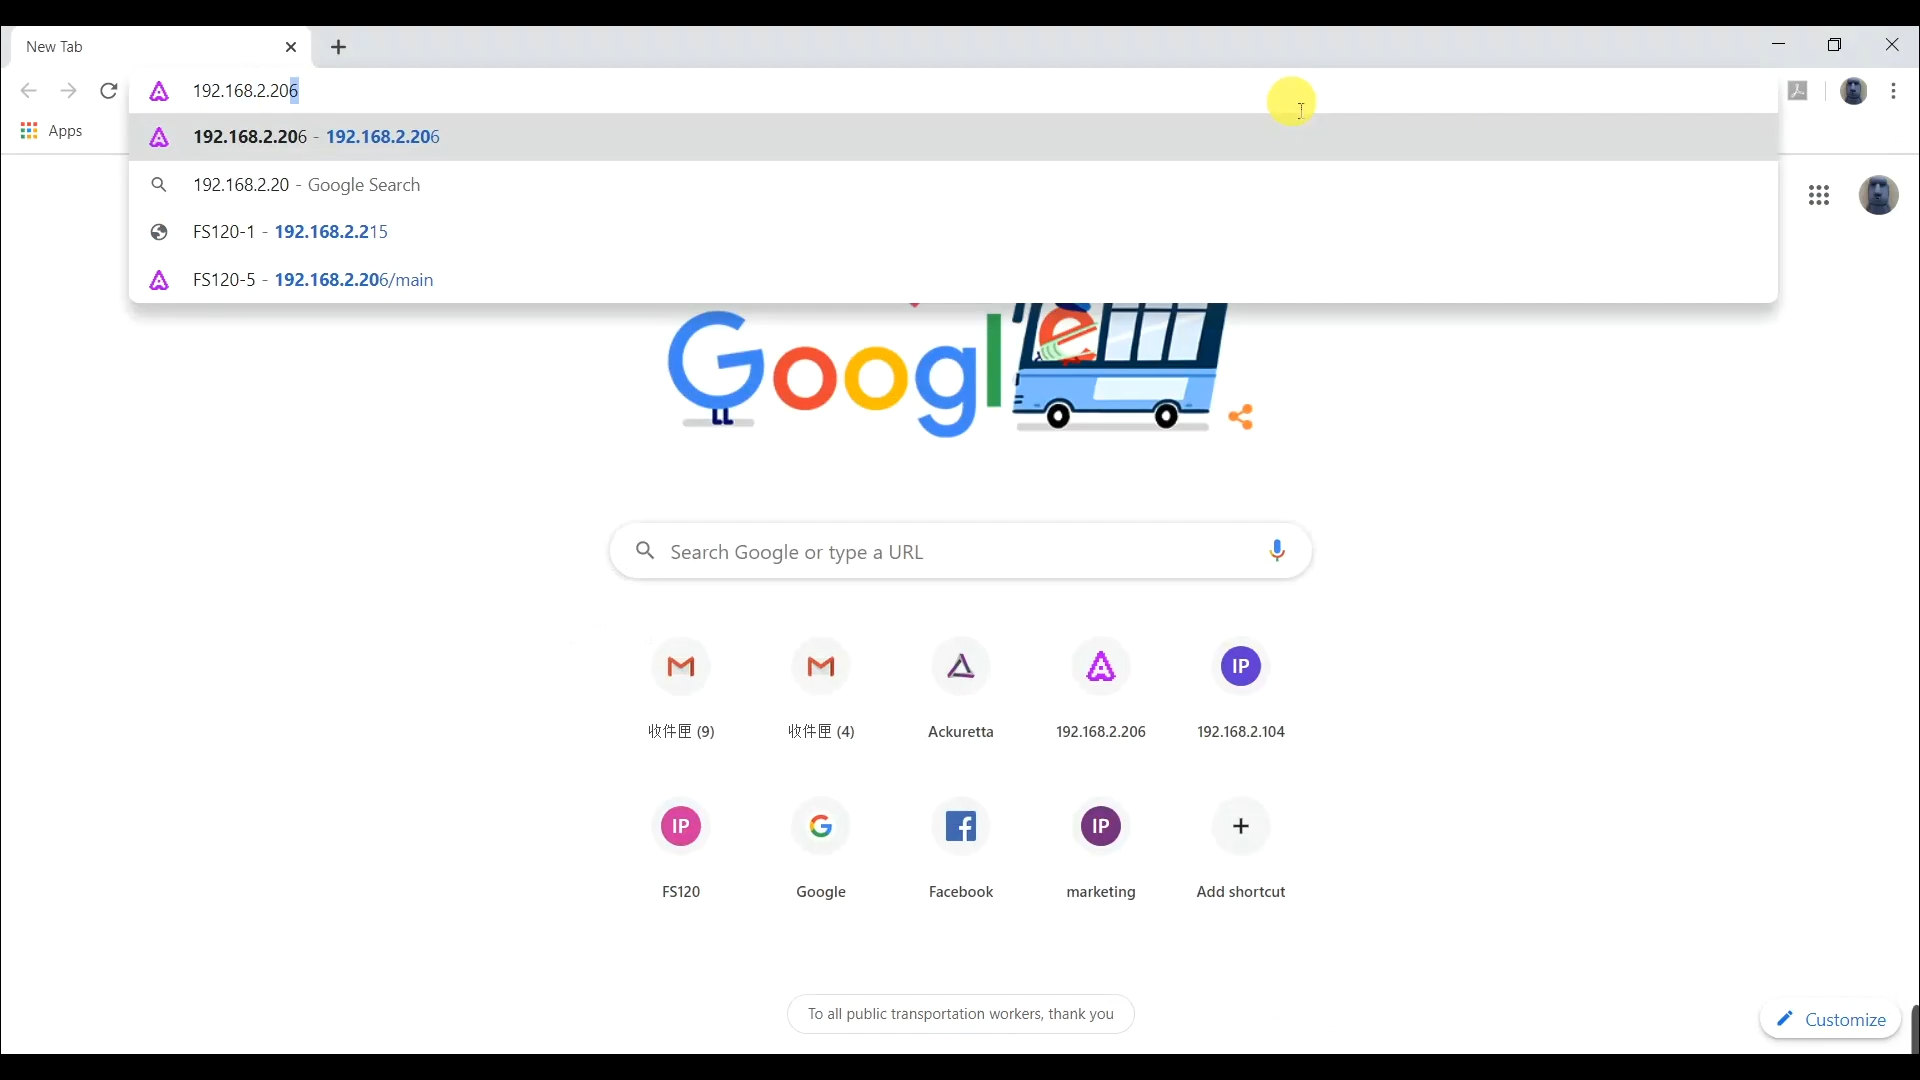 New Tab
192.168.2.206
Apps
192.168.2.206 - 192.168.2.206
192.168.2.20 - Google Search
FS120-1 - 192.168.2.215
FS120-5 - 192.168.2.206/main
Google
Search Google or type a URL
收件匣 (9)
收件匣 (4)
Ackuretta
192.168.2.206
IP
192.168.2.104
IP
FS120
Google
Facebook
IP
marketing
Add shortcut
To all public transportation workers, thank you
Customize